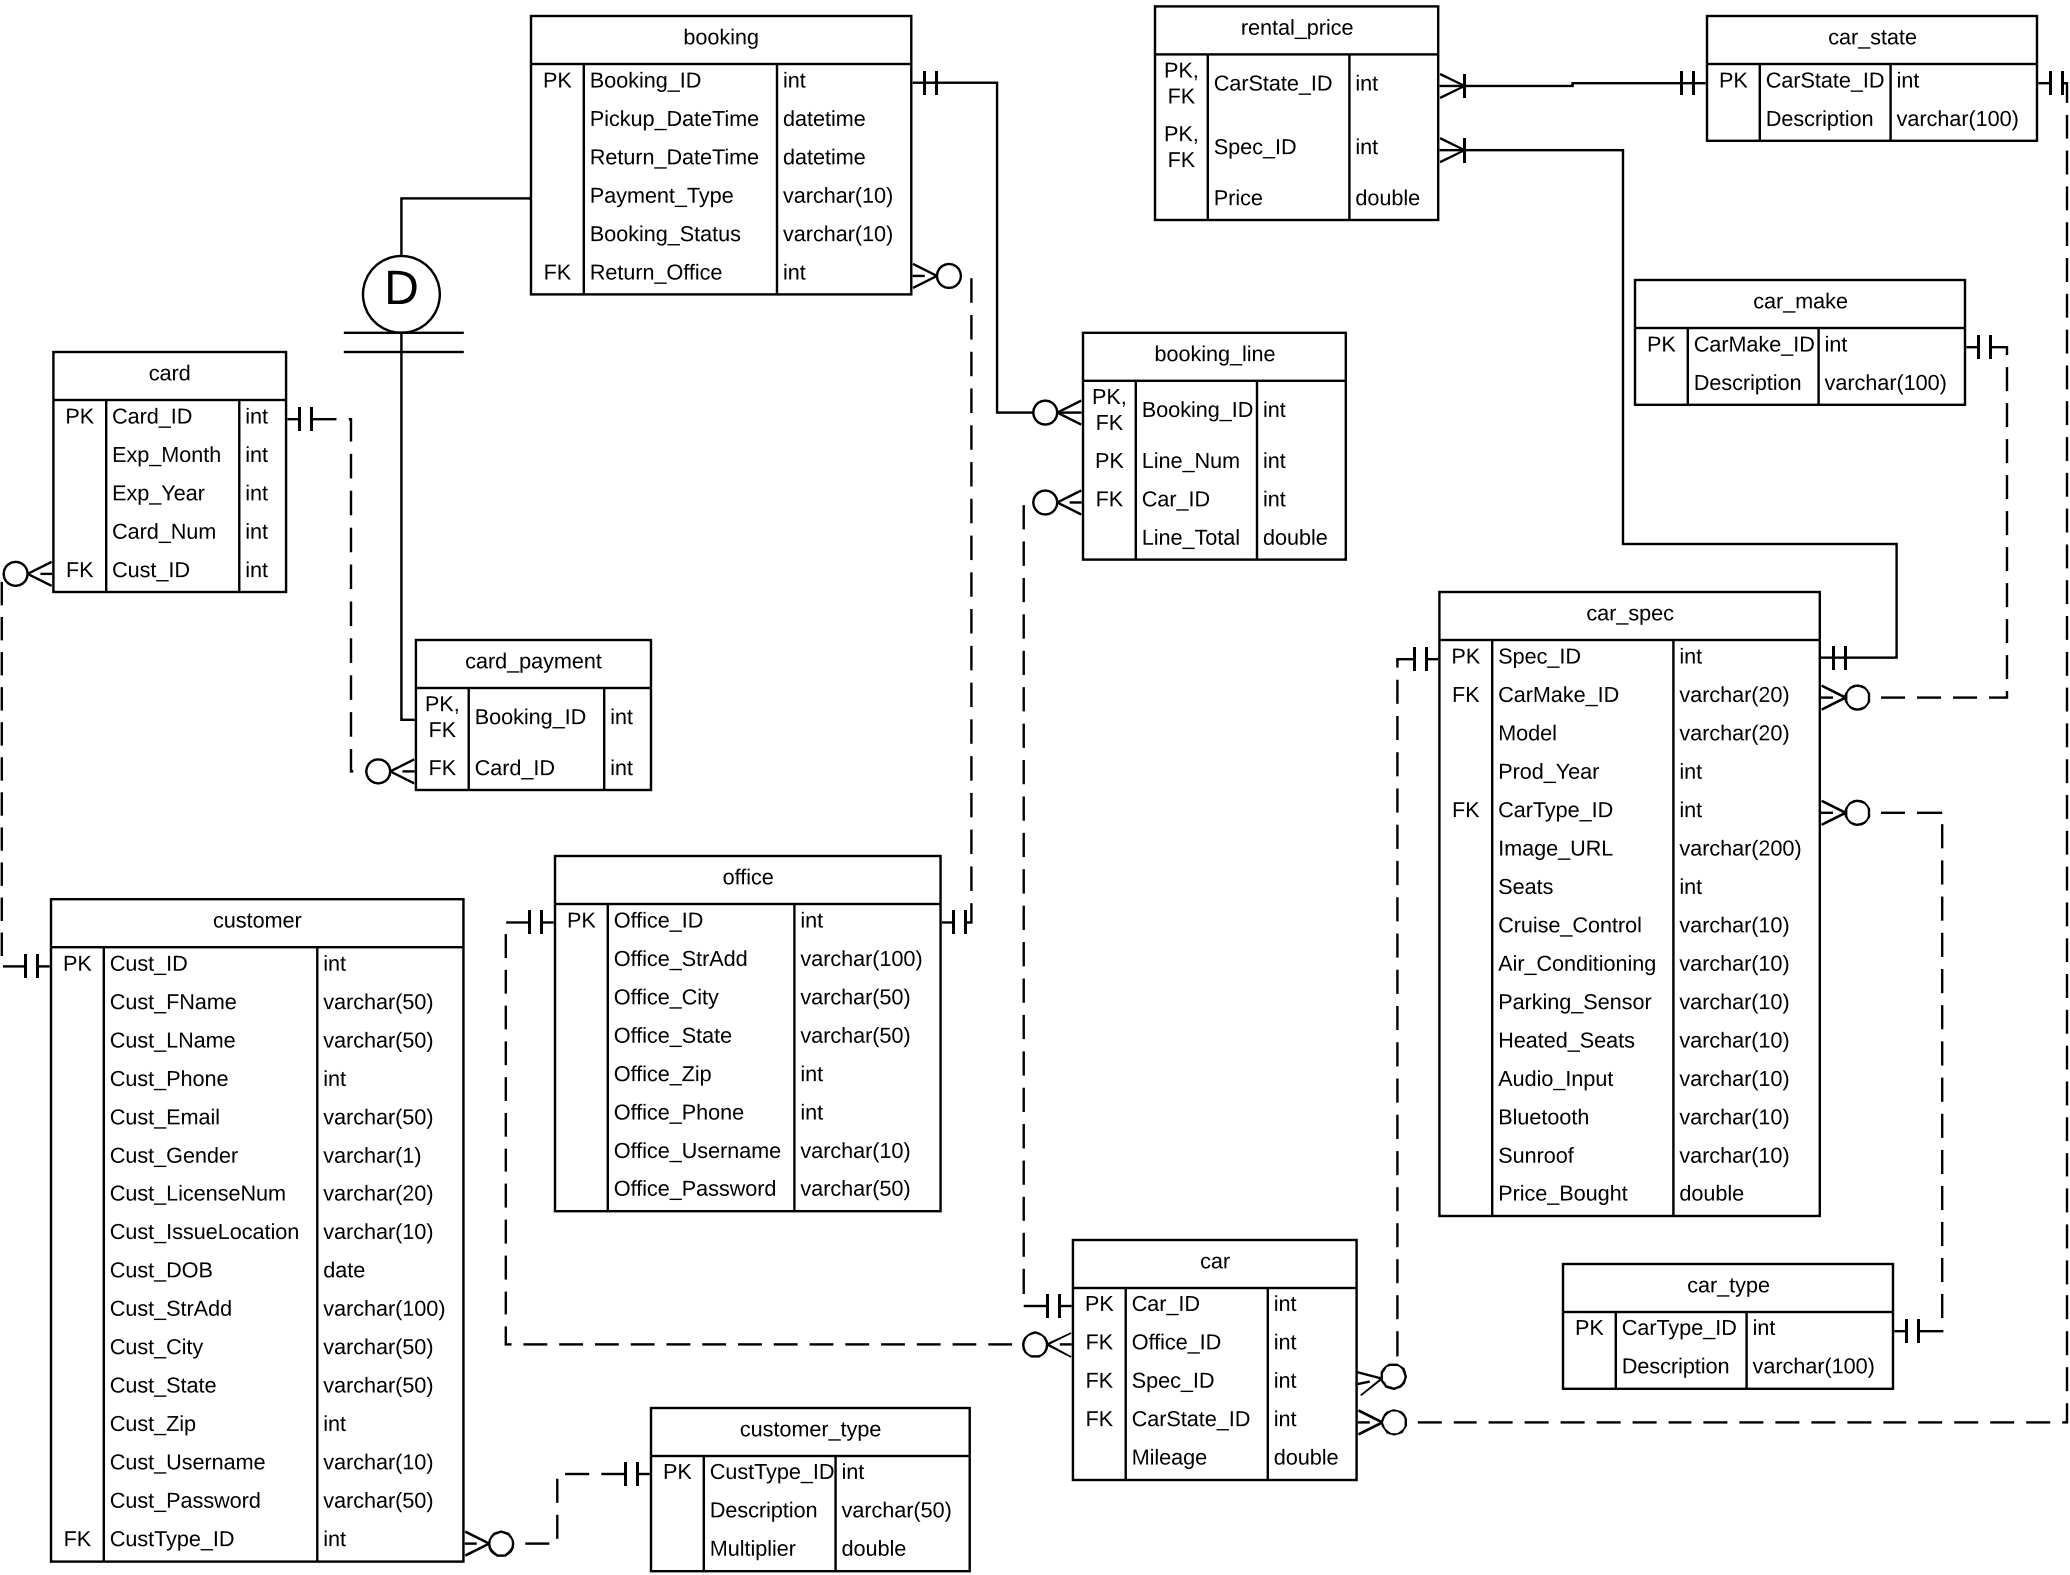 booking
PK Booking_ID int
Pickup_DateTime datetime
Return_DateTime datetime
Payment_Type varchar(10)
Booking_Status varchar(10)
FK Return_Office int
rental_price
PK,
FK
CarState_ID int
PK,
FK
Spec_ID int
Price double
car_state
PK CarState_ID int
Description varchar(100)
D
car_make
PK CarMake_ID int
Description varchar(100)
card
PK Card_ID int
Exp_Month int
Exp_Year int
Card_Num int
FK Cust_ID int
booking_line
PK,
FK
Booking_ID int
PK Line_Num int
FK Car_ID int
Line_Total double
card_payment
PK,
FK
Booking_ID int
FK Card_ID int
car_spec
PK Spec_ID int
FK CarMake_ID varchar(20)
Model varchar(20)
Prod_Year int
FK CarType_ID int
Image_URL varchar(200)
Seats int
Cruise_Control varchar(10)
Air_Conditioning varchar(10)
Parking_Sensor varchar(10)
Heated_Seats varchar(10)
Audio_Input varchar(10)
Bluetooth varchar(10)
Sunroof varchar(10)
Price_Bought double
customer
PK Cust_ID int
Cust_FName varchar(50)
Cust_LName varchar(50)
Cust_Phone int
Cust_Email varchar(50)
Cust_Gender varchar(1)
Cust_LicenseNum varchar(20)
Cust_IssueLocation varchar(10)
Cust_DOB date
Cust_StrAdd varchar(100)
Cust_City varchar(50)
Cust_State varchar(50)
Cust_Zip int
Cust_Username varchar(10)
Cust_Password varchar(50)
FK CustType_ID int
office
PK Office_ID int
Office_StrAdd varchar(100)
Office_City varchar(50)
Office_State varchar(50)
Office_Zip int
Office_Phone int
Office_Username varchar(10)
Office_Password varchar(50)
car
PK Car_ID int
FK Office_ID int
FK Spec_ID int
FK CarState_ID int
Mileage double
car_type
PK CarType_ID int
Description varchar(100)
customer_type
PK CustType_ID int
Description varchar(50)
Multiplier double